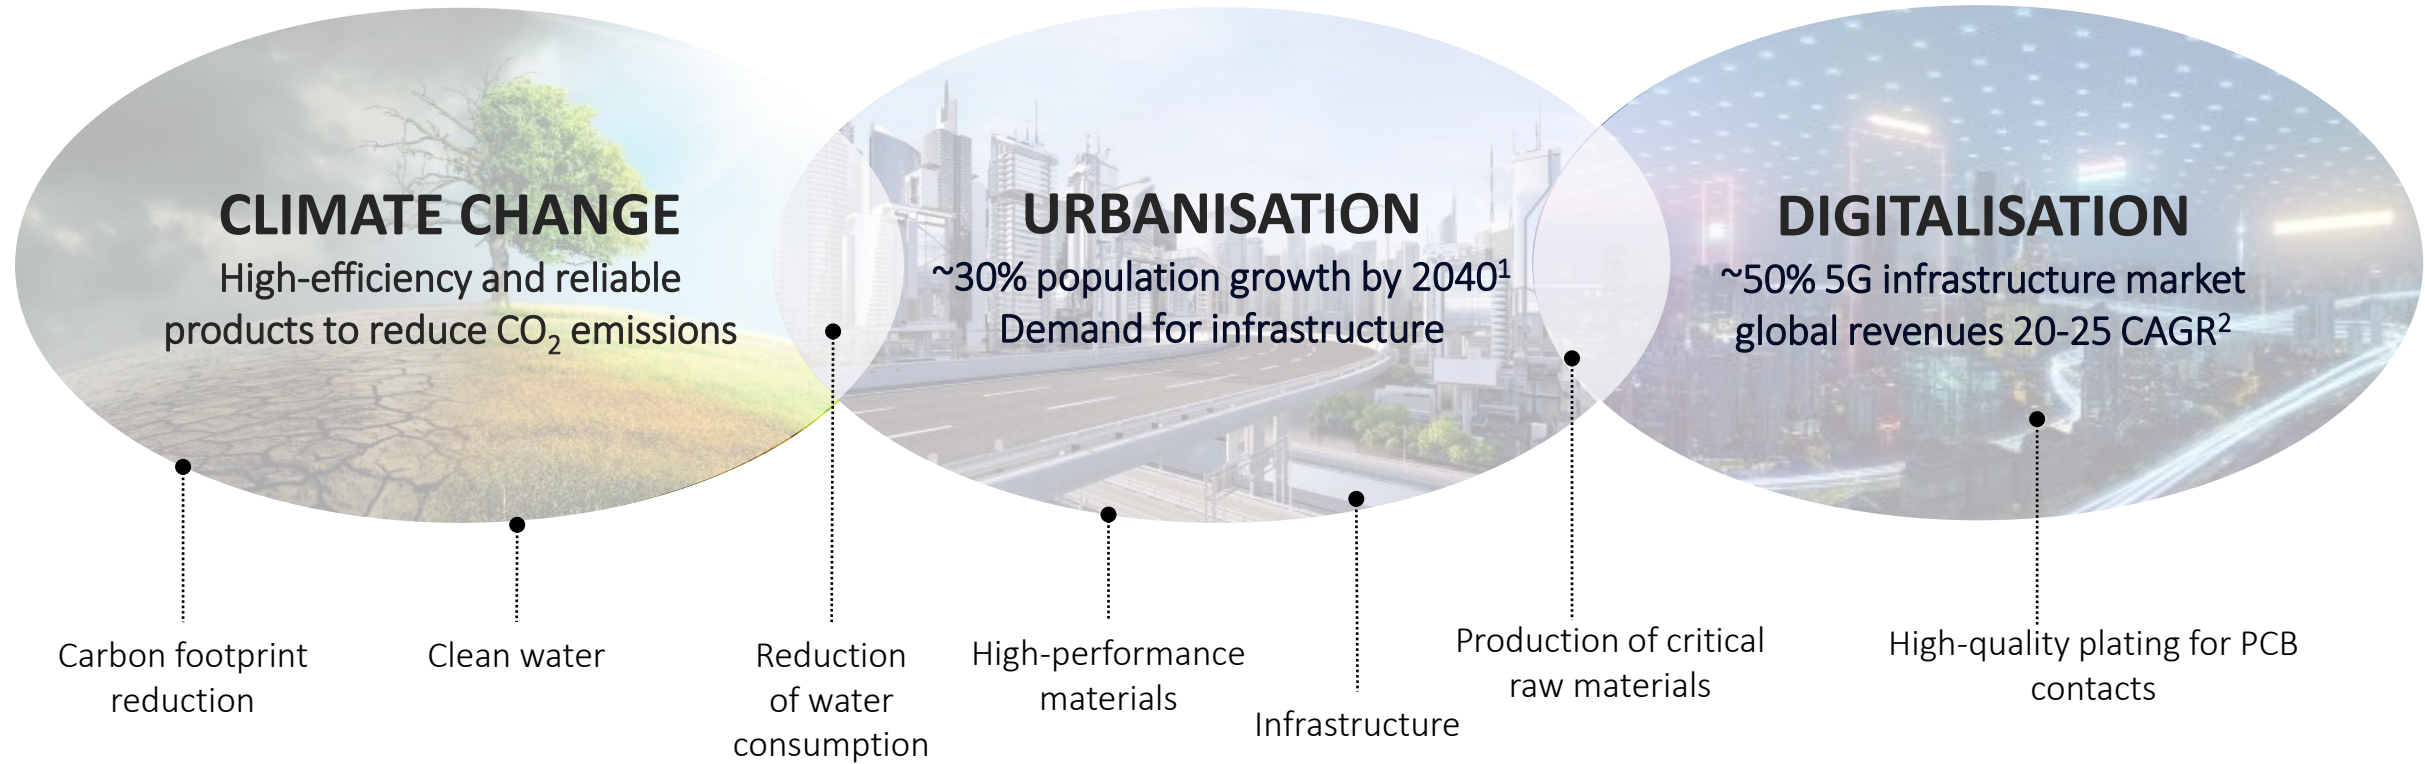 CLIMATE CHANGE
High-efficiency and reliable
products to reduce CO₂ emissions
URBANISATION
~30% population growth by 2040¹
Demand for infrastructure
DIGITALISATION
~50% 5G infrastructure market
global revenues 20-25 CAGR²
Carbon footprint
reduction
Clean water
Reduction
of water
consumption
High-performance
materials
Infrastructure
Production of critical
raw materials
High-quality plating for PCB
contacts